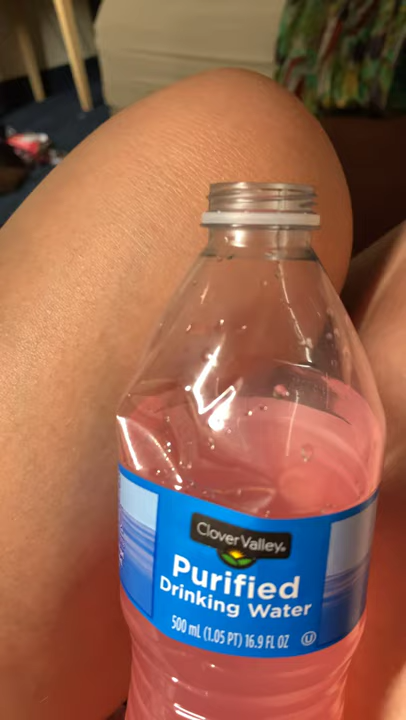 Clover Valley®
Purified
Drinking Water
500 mL (1.05 PT) 16.9 FL OZ